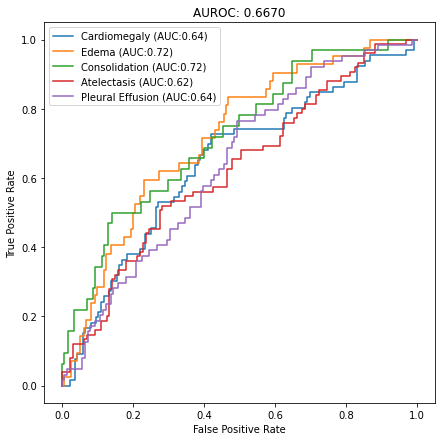 AUROC: 0.6670
Cardiomegaly (AUC:0.64)
Edema (AUC:0.72)
Consolidation (AUC:0.72)
Atelectasis (AUC:0.62)
Pleural Effusion (AUC:0.64)
True Positive Rate
1.0
0.8
0.6
0.4
0.2
0.0
0.0 0.2 0.4 0.6 0.8 1.0
False Positive Rate